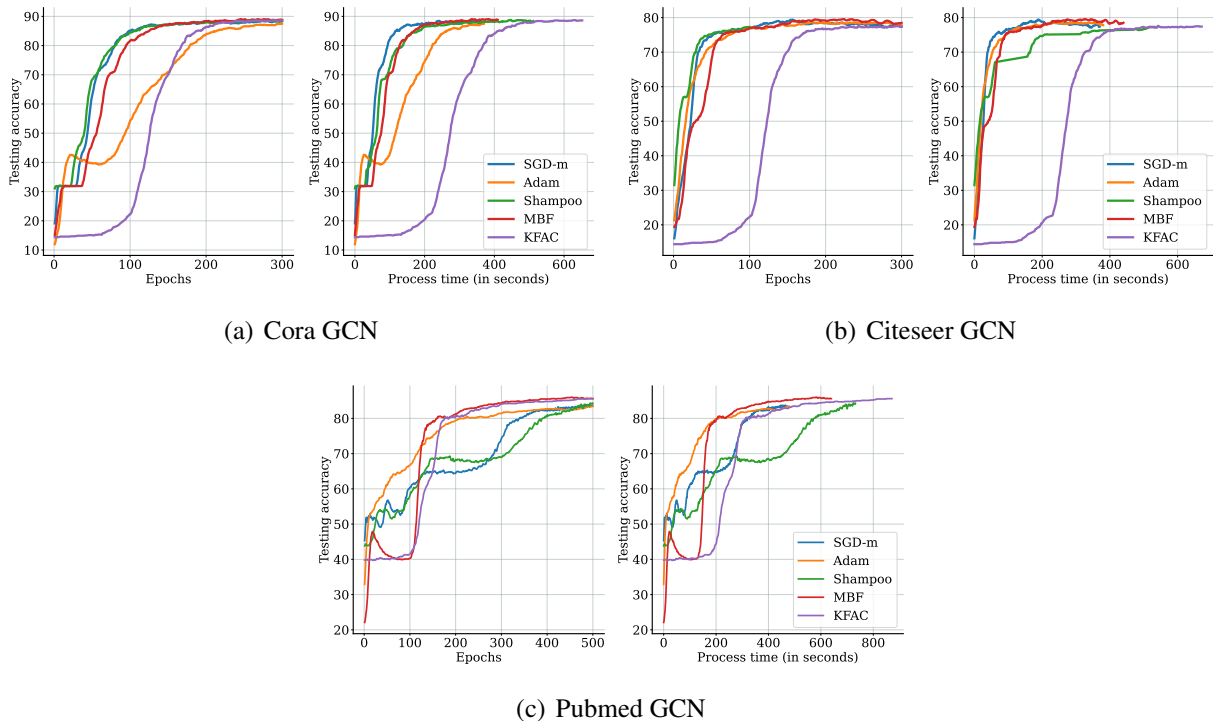 90
80
70
60
50
40
30
20
10
Testing accuracy
0
100
200
300
Epochs
90
80
70
60
50
40
30
20
10
Testing accuracy
0
200
400
600
Process time (in seconds)
SGD-m
Adam
Shampoo
MBF
KFAC
(a) Cora GCN
80
70
60
50
40
30
20
Testing accuracy
0
100
200
300
Epochs
80
70
60
50
40
30
20
Testing accuracy
0
200
400
600
Process time (in seconds)
SGD-m
Adam
Shampoo
MBF
KFAC
(b) Citeseer GCN
80
70
60
50
40
30
20
Testing accuracy
0
100
200
300
400
500
Epochs
80
70
60
50
40
30
20
Testing accuracy
0
200
400
600
800
Process time (in seconds)
SGD-m
Adam
Shampoo
MBF
KFAC
(c) Pubmed GCN